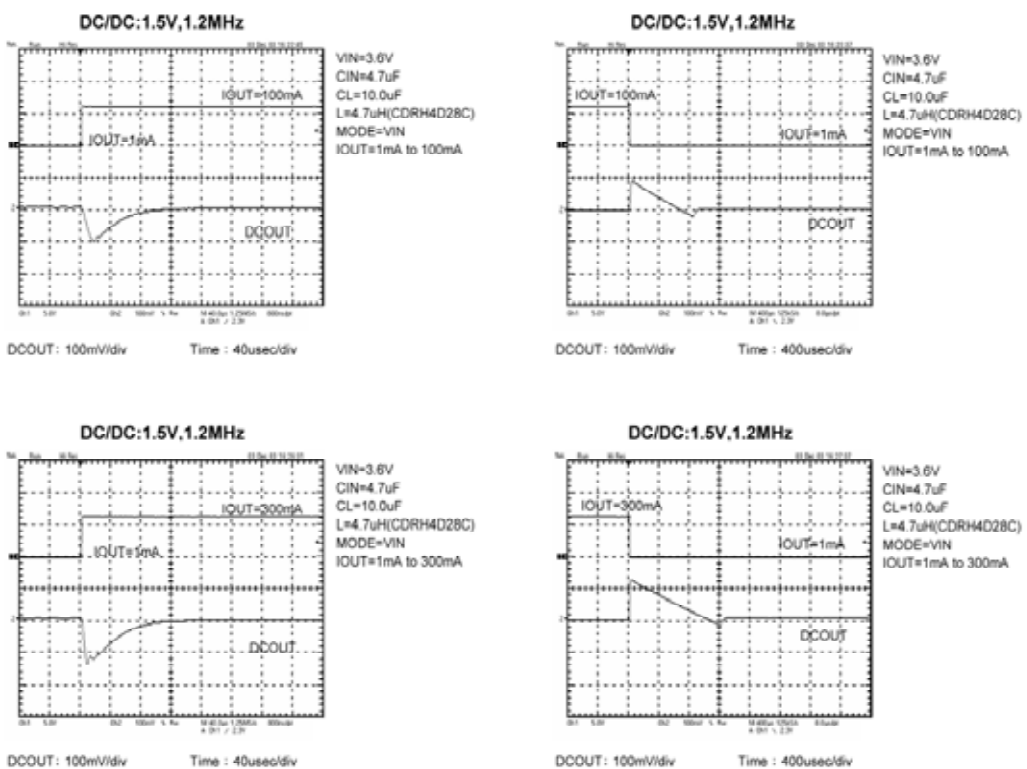 DC/DC:1.5V,1.2MHz
IOUT=100mA
IOUT=1mA
DCOUT
VIN=3.6V
CIN=4.7uF
CL=10.0uF
L=4.7uH(CDRH4D28C)
MODE=VIN
IOUT=1mA to 100mA
DCOUT: 100mV/div
Time : 40usec/div
DC/DC:1.5V,1.2MHz
IOUT=100mA
IOUT=1mA
DCOUT
VIN=3.6V
CIN=4.7uF
CL=10.0uF
L=4.7uH(CDRH4D28C)
MODE=VIN
IOUT=1mA to 100mA
DCOUT: 100mV/div
Time : 400usec/div
DC/DC:1.5V,1.2MHz
IOUT=300mA
IOUT=1mA
DCOUT
VIN=3.6V
CIN=4.7uF
CL=10.0uF
L=4.7uH(CDRH4D28C)
MODE=VIN
IOUT=1mA to 300mA
DCOUT: 100mV/div
Time : 40usec/div
DC/DC:1.5V,1.2MHz
IOUT=300mA
IOUT=1mA
DCOUT
VIN=3.6V
CIN=4.7uF
CL=10.0uF
L=4.7uH(CDRH4D28C)
MODE=VIN
IOUT=1mA to 300mA
DCOUT: 100mV/div
Time : 400usec/div